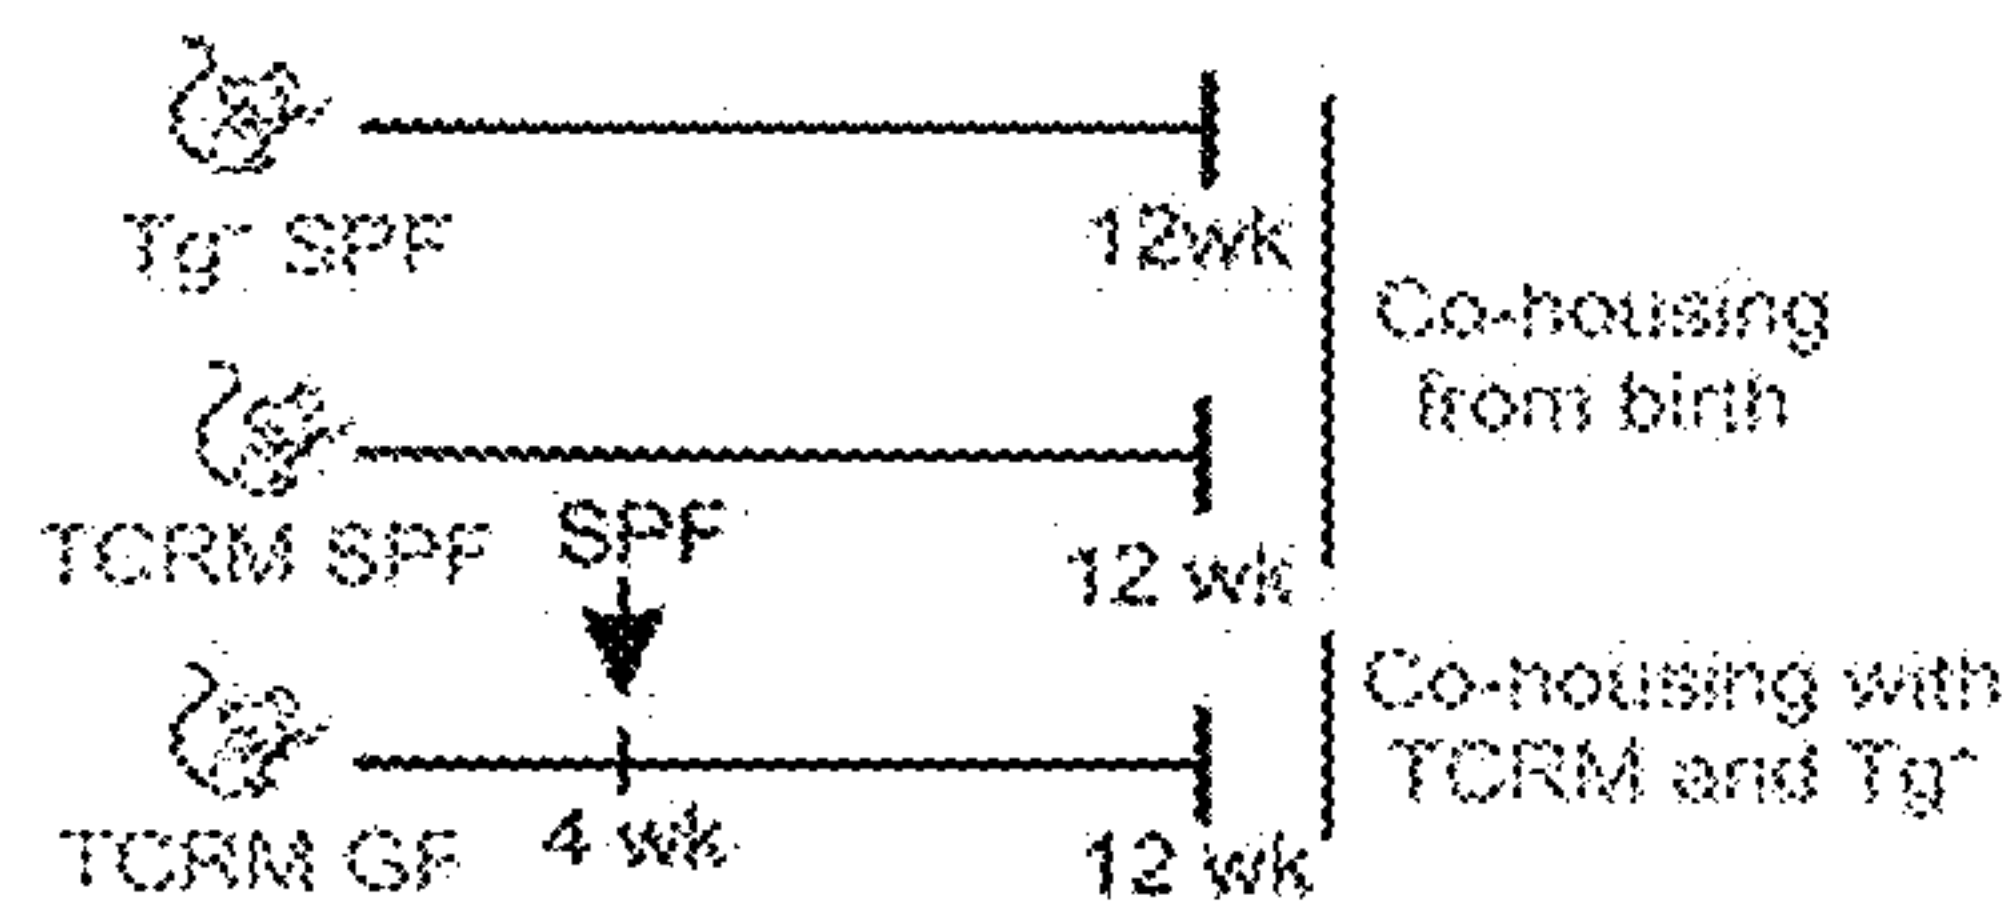 Tg⁻ SPF
12wk
Co-housing
from birth
TCRM SPF
SPF
12 wk
TCRM GF
4 wk
12 wk
Co-housing with
TCRM and Tg⁻